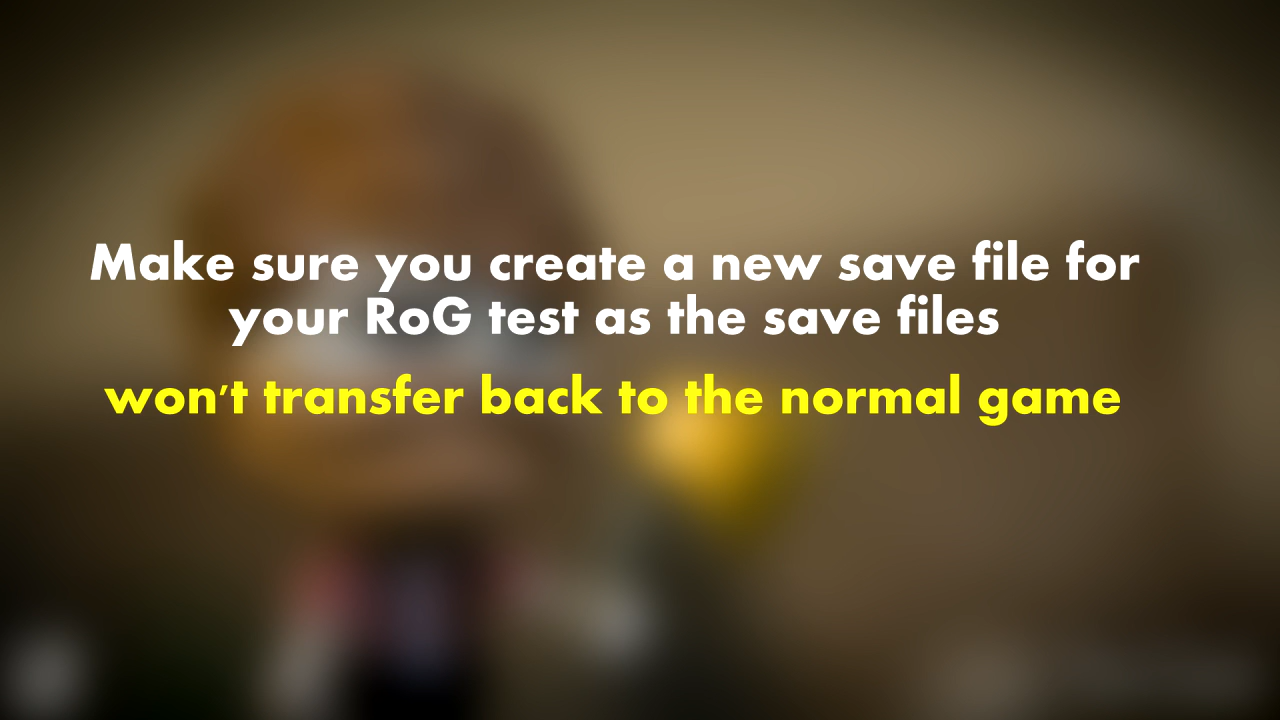 Make sure you create a new save file for
your RoG test as the save files
won't transfer back to the normal game